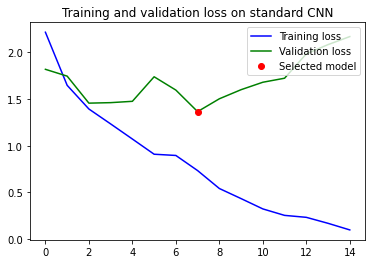 Training and validation loss on standard CNN
Training loss
Validation loss
Selected model
2.0
1.5
1.0
0.5
0.0
0 2 4 6 8 10 12 14